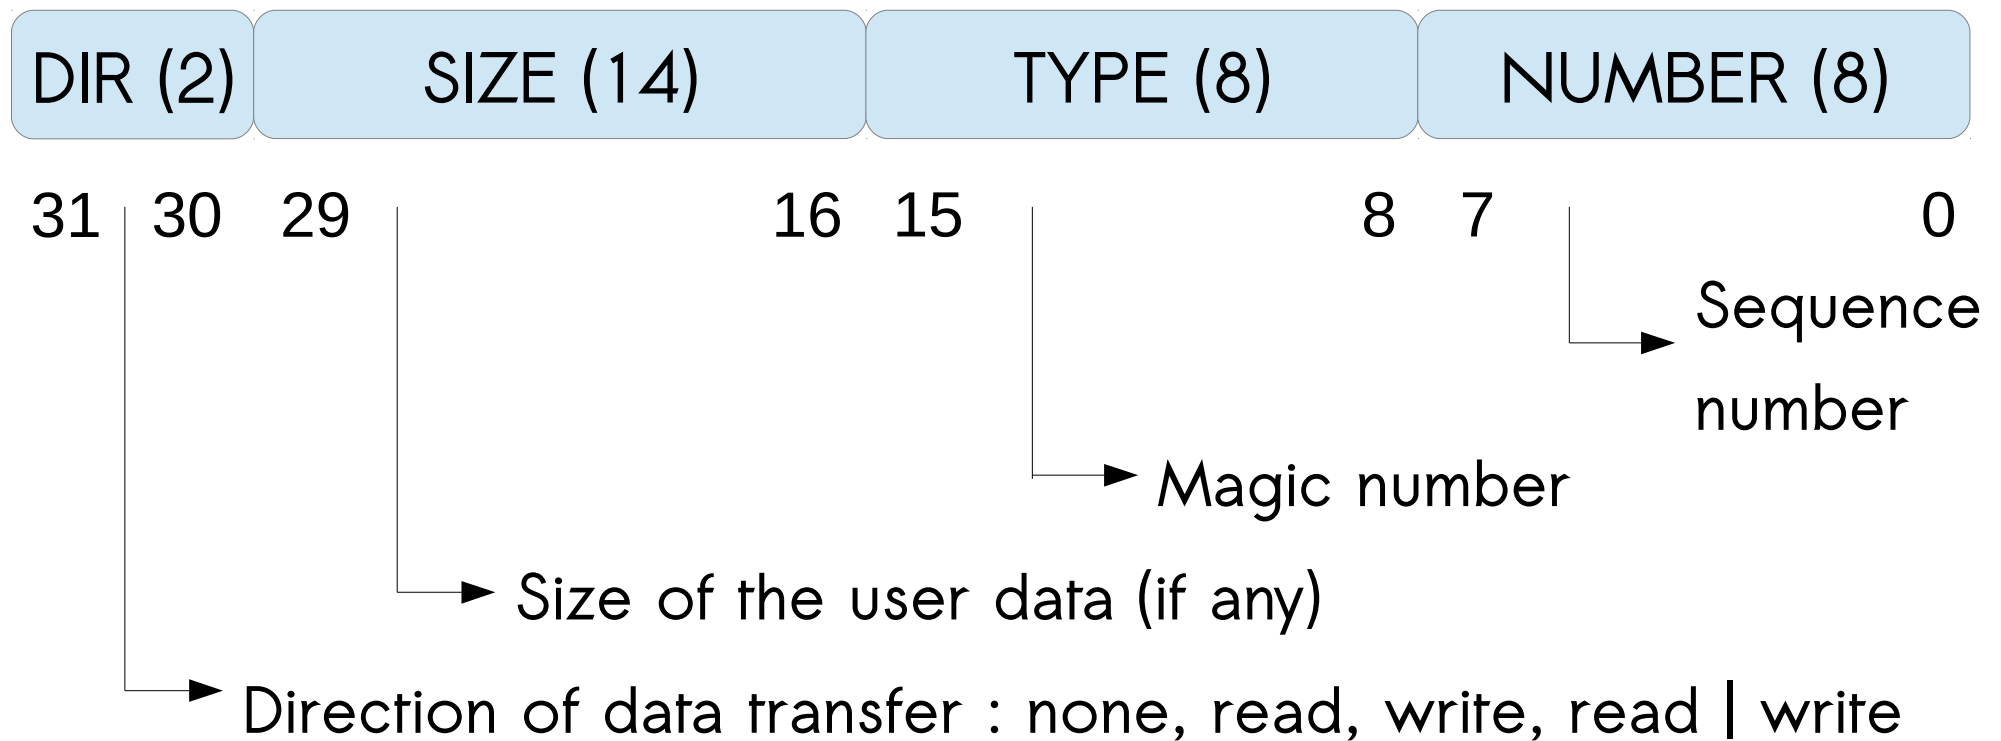 DIR (2) SIZE (14) TYPE (8) NUMBER (8)
31 30 29 16 15 8 7 0
Sequence
number
Magic number
Size of the user data (if any)
Direction of data transfer : none, read, write, read | write